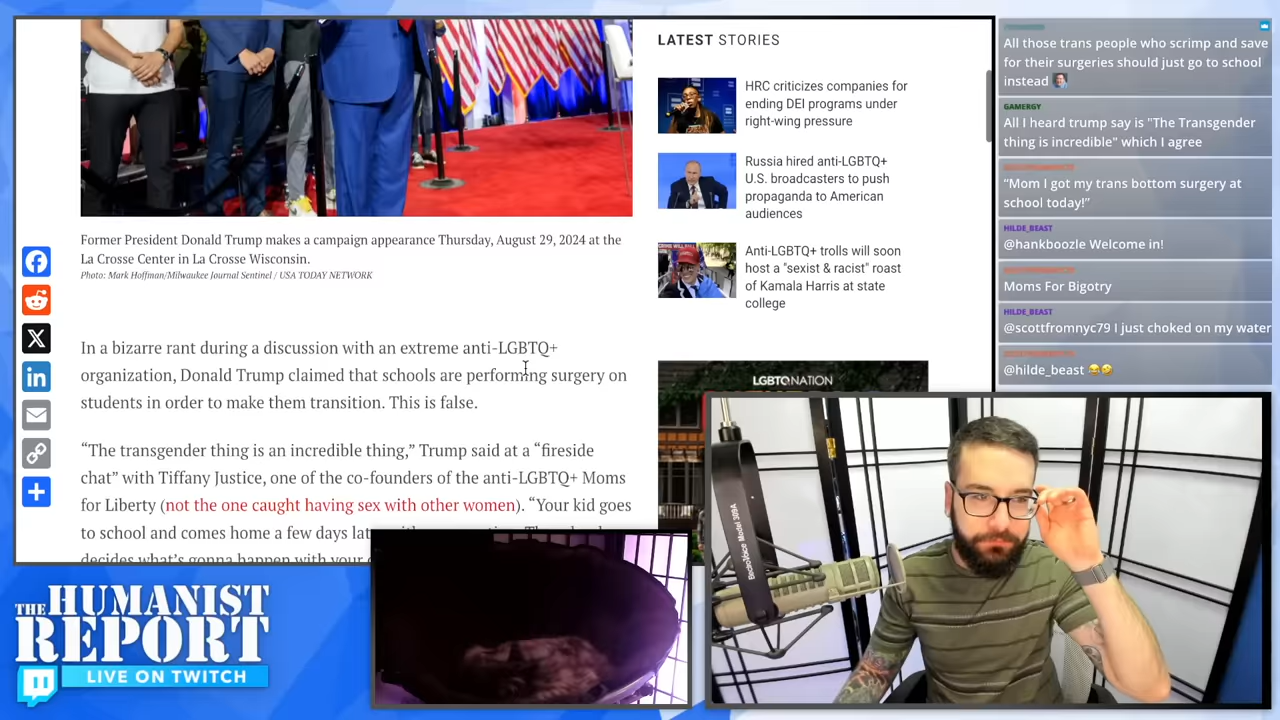 Former President Donald Trump makes a campaign appearance Thursday, August 29, 2024 at the
La Crosse Center in La Crosse Wisconsin.
Photo: Mark Hoffman/Milwaukee Journal Sentinel / USA TODAY NETWORK
In a bizarre rant during a discussion with an extreme anti-LGBTQ+
organization, Donald Trump claimed that schools are performing surgery on
students in order to make them transition. This is false.
“The transgender thing is an incredible thing,” Trump said at a “fireside
chat” with Tiffany Justice, one of the co-founders of the anti-LGBTQ+ Moms
for Liberty (not the one caught having sex with other women). “Your kid goes
to school and comes home a few days
decides what’s gonna happen with your
LATEST STORIES
HRC criticizes companies for
ending DEI programs under
right-wing pressure
Russia hired anti-LGBTQ+
U.S. broadcasters to push
propaganda to American
audiences
Anti-LGBTQ+ trolls will soon
host a "sexist & racist" roast
of Kamala Harris at state
college
LGBTQNATION
All those trans people who scrimp and save
for their surgeries should just go to school
instead
GAMERGY
All I heard trump say is "The Transgender
thing is incredible" which I agree
“Mom I got my trans bottom surgery at
school today!”
HILDE_BEAST
@hankboozle Welcome in!
Moms For Bigotry
HILDE_BEAST
@scottfromnyc79 I just choked on my water
@hilde_beast
ElectroVoice Model 309A
THE
HUMANIST
REPORT
LIVE ON TWITCH